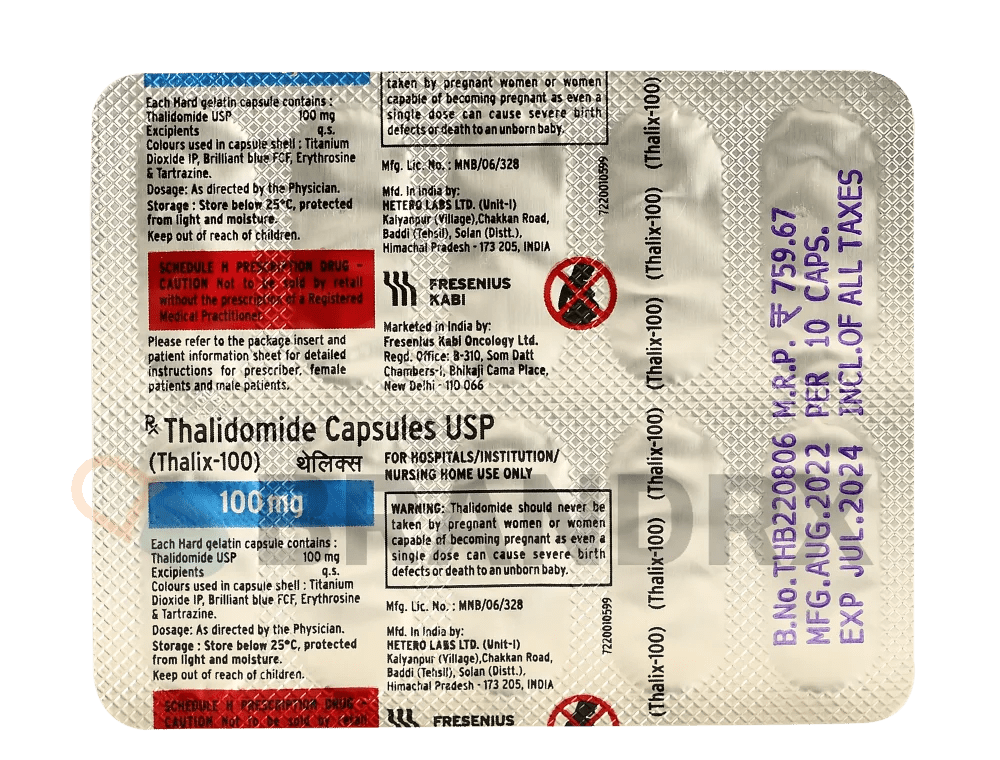 taken by pregnant women or women
capable of becoming pregnant as even a
single dose can cause severe birth
defects or death to an unborn baby.
Each Hard gelatin capsule contains :
Thalidomide USP 100 mg
Excipients q.s.
Colours used in capsule shell : Titanium
Dioxide IP, Brilliant blue FCF, Erythrosine
& Tartrazine.
Dosage: As directed by the Physician.
Storage : Store below 25°C, protected
from light and moisture.
Keep out of reach of children.
SCHEDULE H PRESCRIPTION DRUG -
CAUTION Not to be sold by retail
without the prescription of a Registered
Medical Practitioner.
Please refer to the package insert and
patient information sheet for detailed
instructions for prescriber, female
patients and male patients.
Mfg. Lic. No. : MNB/06/328
Mfd. in India by:
HETERO LABS LTD. (Unit-I)
Kalyanpur (Village),Chakkan Road,
Baddi (Tehsil), Solan (Distt.),
Himachal Pradesh - 173 205, INDIA
7220010599
FRESENIUS
KABI
Marketed in India by:
Fresenius Kabi Oncology Ltd.
Regd. Office: B-310, Som Datt
Chambers-I, Bhikaji Cama Place,
New Delhi - 110 066
Rx Thalidomide Capsules USP
(Thalix-100) थेलिक्स
100 mg
FOR HOSPITALS/INSTITUTION/
NURSING HOME USE ONLY
WARNING: Thalidomide should never be
taken by pregnant women or women
capable of becoming pregnant as even a
single dose can cause severe birth
defects or death to an unborn baby.
Each Hard gelatin capsule contains :
Thalidomide USP 100 mg
Excipients q.s.
Colours used in capsule shell : Titanium
Dioxide IP, Brilliant blue FCF, Erythrosine
& Tartrazine.
Dosage: As directed by the Physician.
Storage : Store below 25°C, protected
from light and moisture.
Keep out of reach of children.
SCHEDULE H PRESCRIPTION DRUG -
CAUTION Not to be sold by retail
Mfg. Lic. No. : MNB/06/328
Mfd. in India by:
HETERO LABS LTD. (Unit-I)
Kalyanpur (Village),Chakkan Road,
Baddi (Tehsil), Solan (Distt.),
Himachal Pradesh - 173 205, INDIA
7220010599
FRESENIUS
(Thalix-100) (Thalix-100) (Thalix-100) (Thalix-100) (Thalix-100) (Thalix-100)
B.No.THB220806 M.R.P. ₹ 759.67
MFG.AUG.2022 PER 10 CAPS.
EXP JUL.2024 INCL.OF ALL TAXES